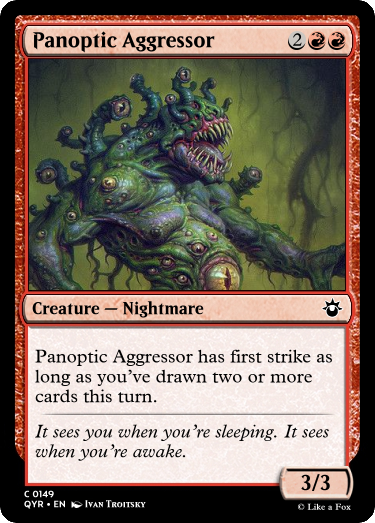 Panoptic Aggressor 2
Creature — Nightmare
Panoptic Aggressor has first strike as
long as you've drawn two or more
cards this turn.
It sees you when you're sleeping. It sees
when you're awake.
3/3
C 0149
QYR • EN Ivan Troitsky
© Like a Fox